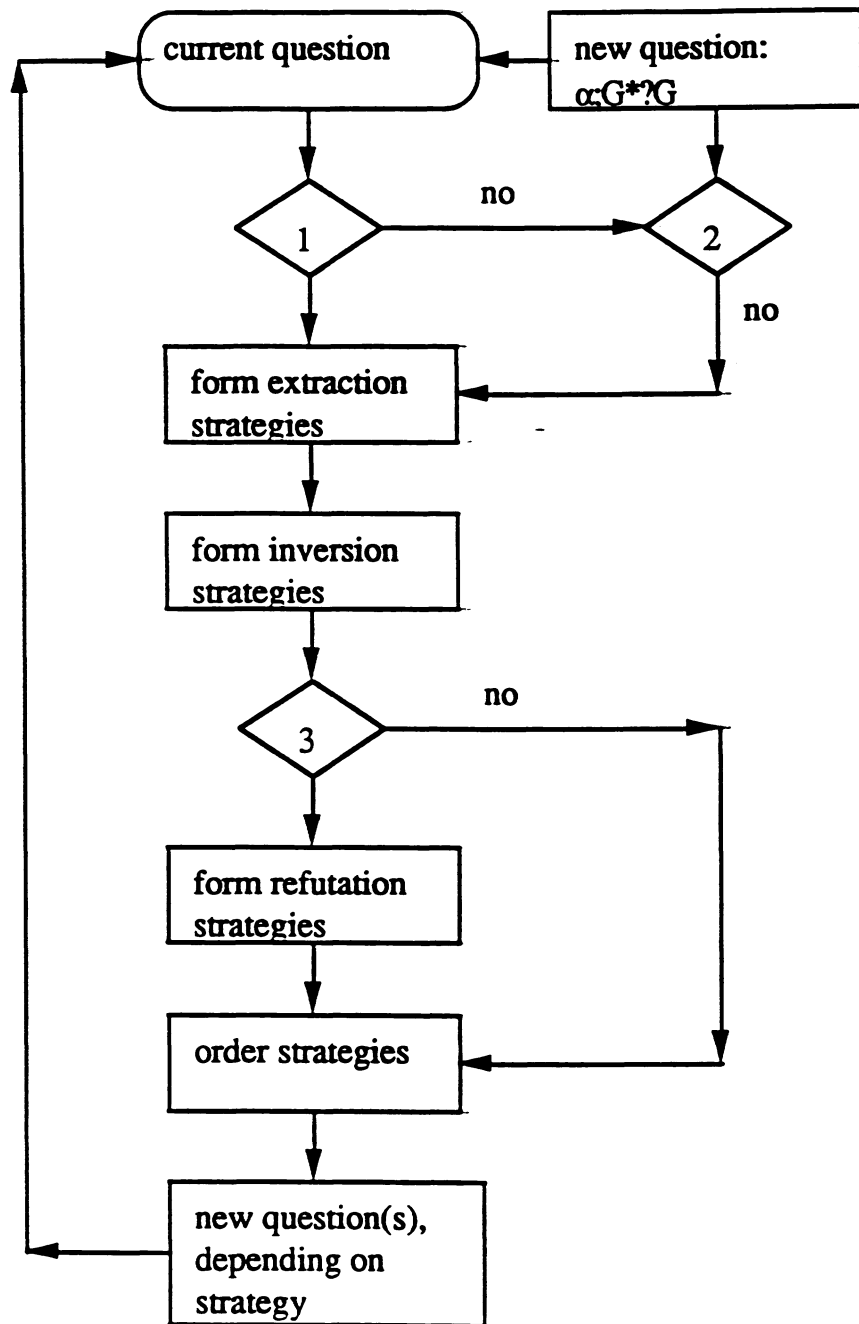 current question
new question:
α;G*?G
no
1
2
no
form extraction
strategies
form inversion
strategies
no
3
form refutation
strategies
order strategies
new question(s),
depending on
strategy